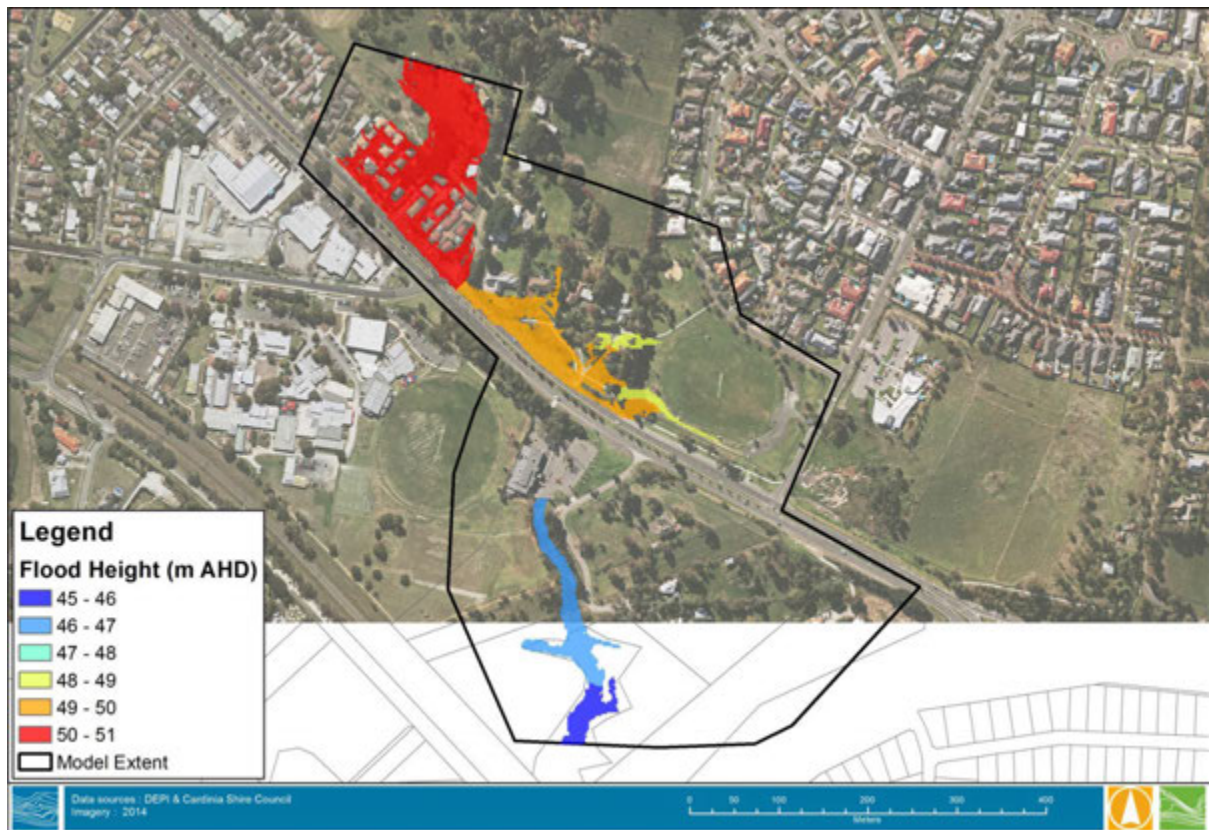 Legend
Flood Height (m AHD)
45 - 46
46 - 47
47 - 48
48 - 49
49 - 50
50 - 51
Model Extent
Data sources : DEPI & Cardinia Shire Council
Imagery : 2014
0 50 100 200 300 400
Meters